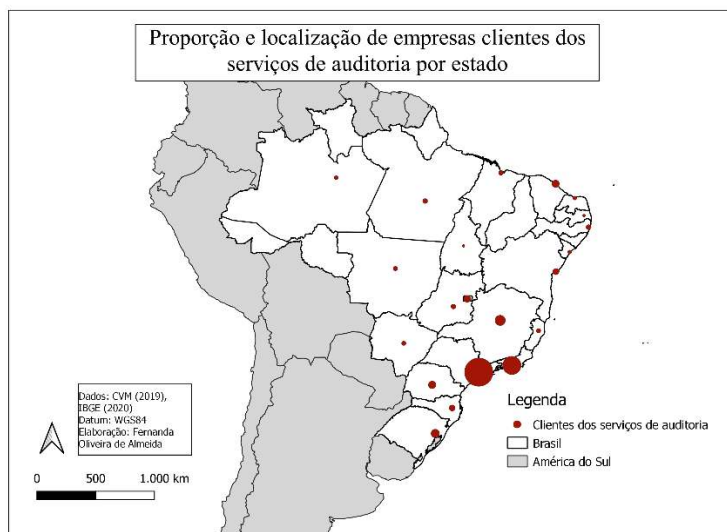 Proporção e localização de empresas clientes dos
serviços de auditoria por estado
Dados: CVM (2019),
IBGE (2020)
Datum: WGS84
Elaboração: Fernanda
Oliveira de Almeida
0 500 1.000 km
Legenda
Clientes dos serviços de auditoria
Brasil
América do Sul